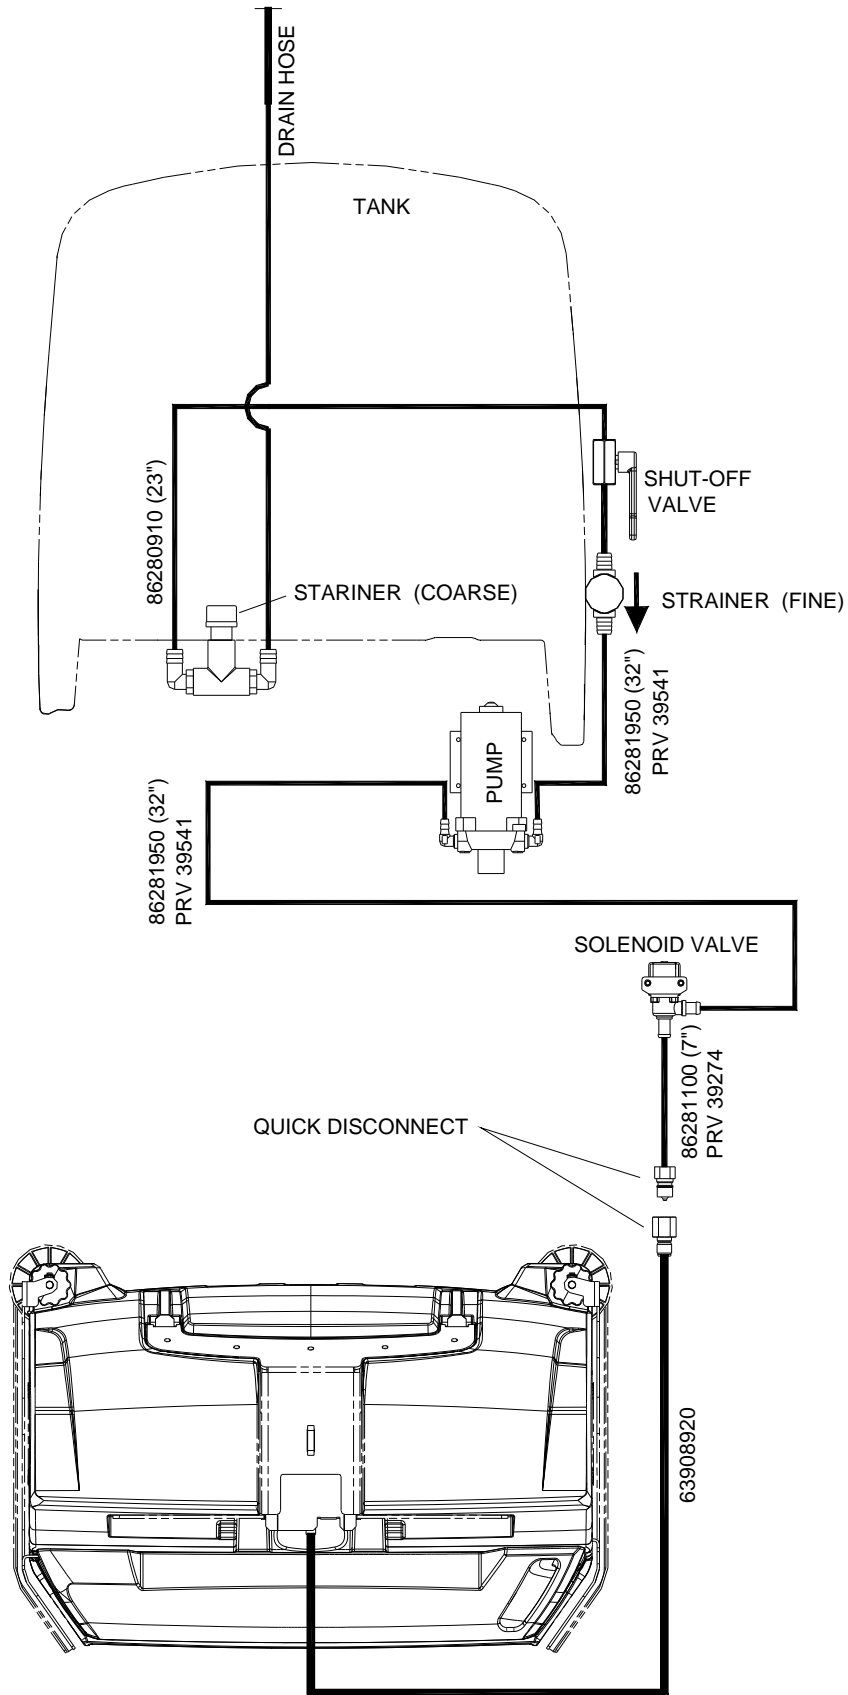 DRAIN HOSE
TANK
86280910 (23")
SHUT-OFF
VALVE
STARINER (COARSE)
STRAINER (FINE)
86281950 (32")
PRV 39541
PUMP
86281950 (32")
PRV 39541
SOLENOID VALVE
86281100 (7")
PRV 39274
QUICK DISCONNECT
63908920